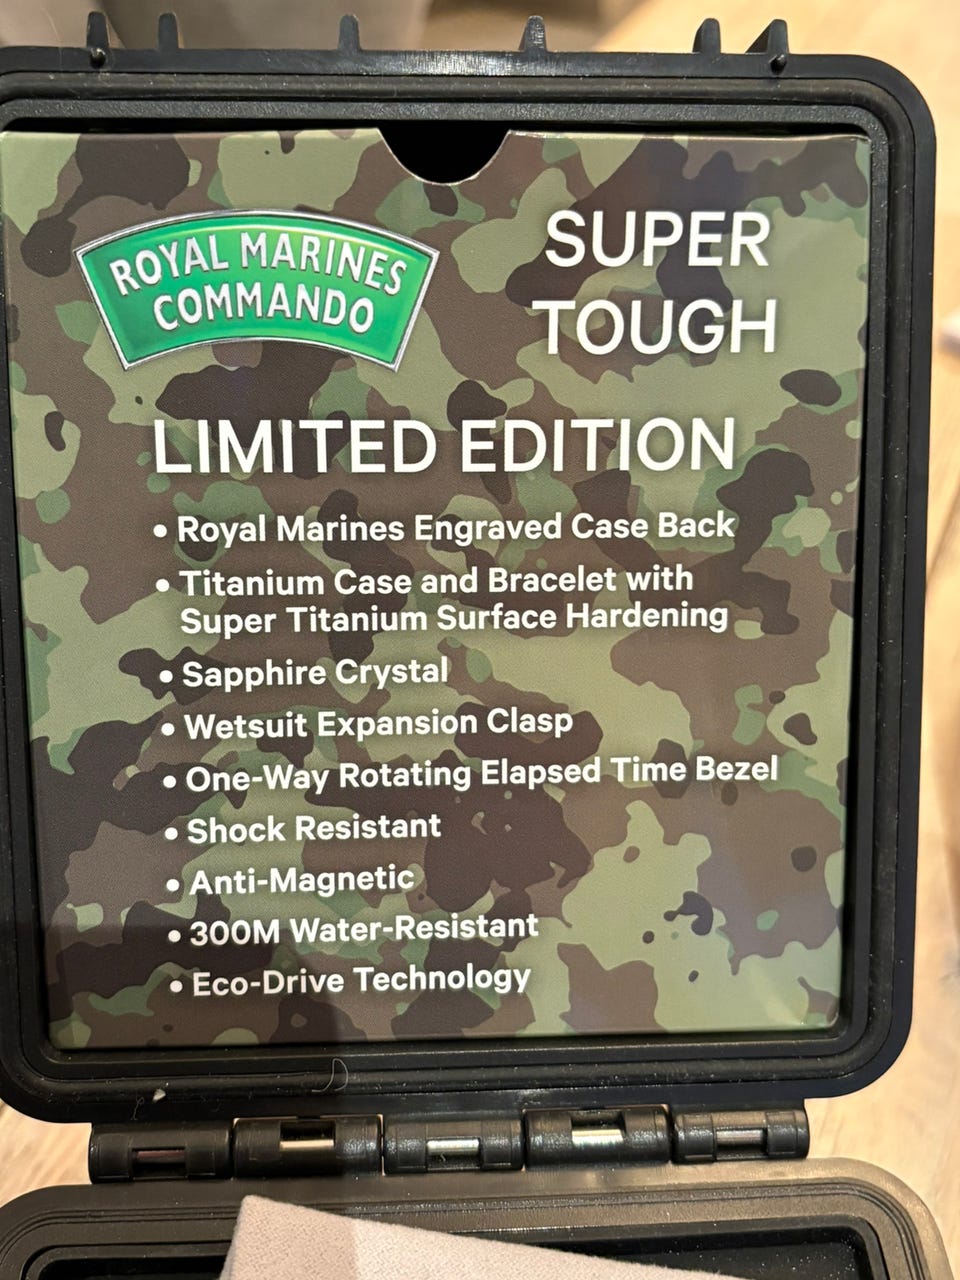 ROYAL MARINES
COMMANDO
SUPER
TOUGH
LIMITED EDITION
• Royal Marines Engraved Case Back
• Titanium Case and Bracelet with
Super Titanium Surface Hardening
• Sapphire Crystal
• Wetsuit Expansion Clasp
• One-Way Rotating Elapsed Time Bezel
• Shock Resistant
• Anti-Magnetic
• 300M Water-Resistant
• Eco-Drive Technology